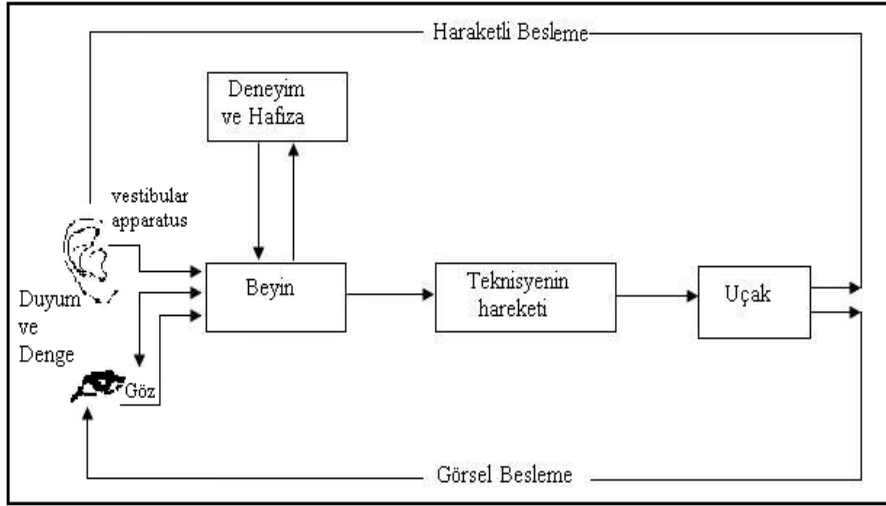 Haraketli Besleme
Deneyim
ve Hafıza
vestibular
apparatus
Beyin
Teknisyenin
hareketi
Uçak
Duyum
ve
Denge
Göz
Görsel Besleme